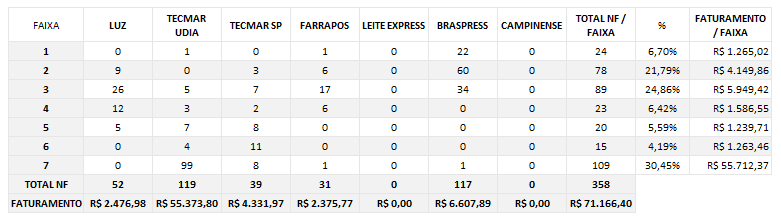 FAIXA LUZ TECMAR UDIA TECMAR SP FARRAPOS LEITE EXPRESS BRASPRESS CAMPINENSE TOTAL NF / FAIXA % FATURAMENTO / FAIXA
1 0 1 0 1 0 22 0 24 6,70% R$ 1.265,02
2 9 0 3 6 0 60 0 78 21,79% R$ 4.149,86
3 26 5 7 17 0 34 0 89 24,86% R$ 5.949,42
4 12 3 2 6 0 0 0 23 6,42% R$ 1.586,55
5 5 7 8 0 0 0 0 20 5,59% R$ 1.239,71
6 0 4 11 0 0 0 0 15 4,19% R$ 1.263,46
7 0 99 8 1 0 1 0 109 30,45% R$ 55.712,37
TOTAL NF 52 119 39 31 0 117 0 358
FATURAMENTO R$ 2.476,98 R$ 55.373,80 R$ 4.331,97 R$ 2.375,77 R$ 0,00 R$ 6.607,89 R$ 0,00 R$ 71.166,40